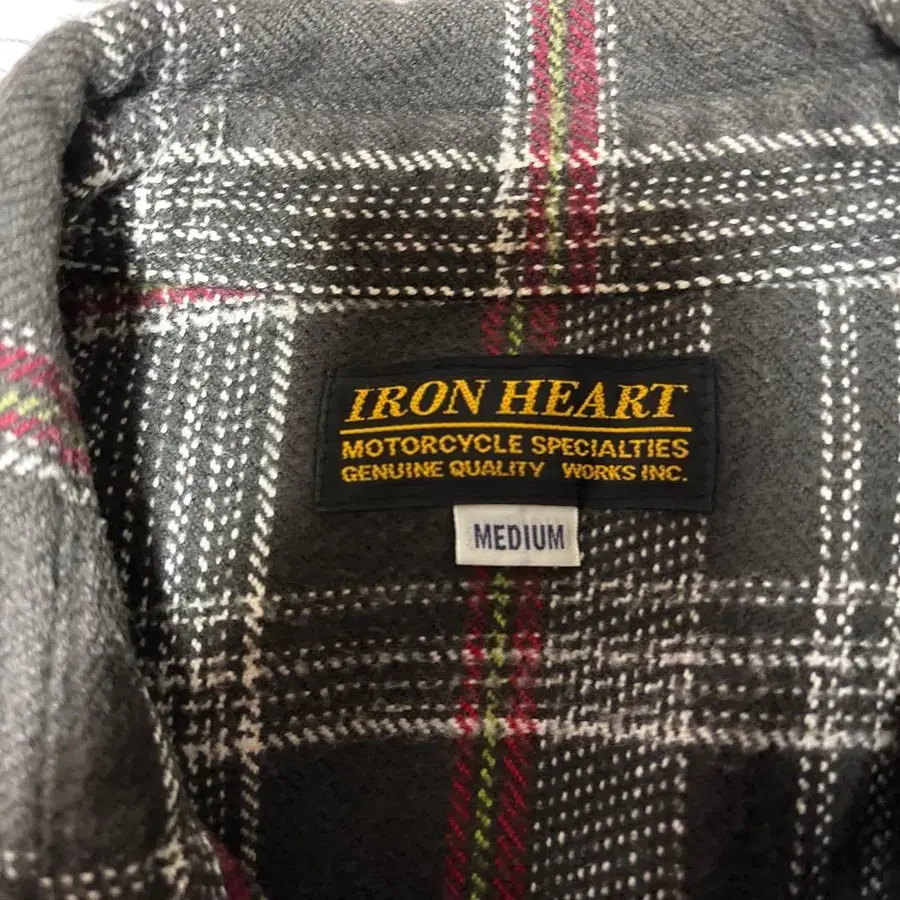 IRON HEART
MOTORCYCLE SPECIALTIES
GENUINE QUALITY WORKS INC.
MEDIUM